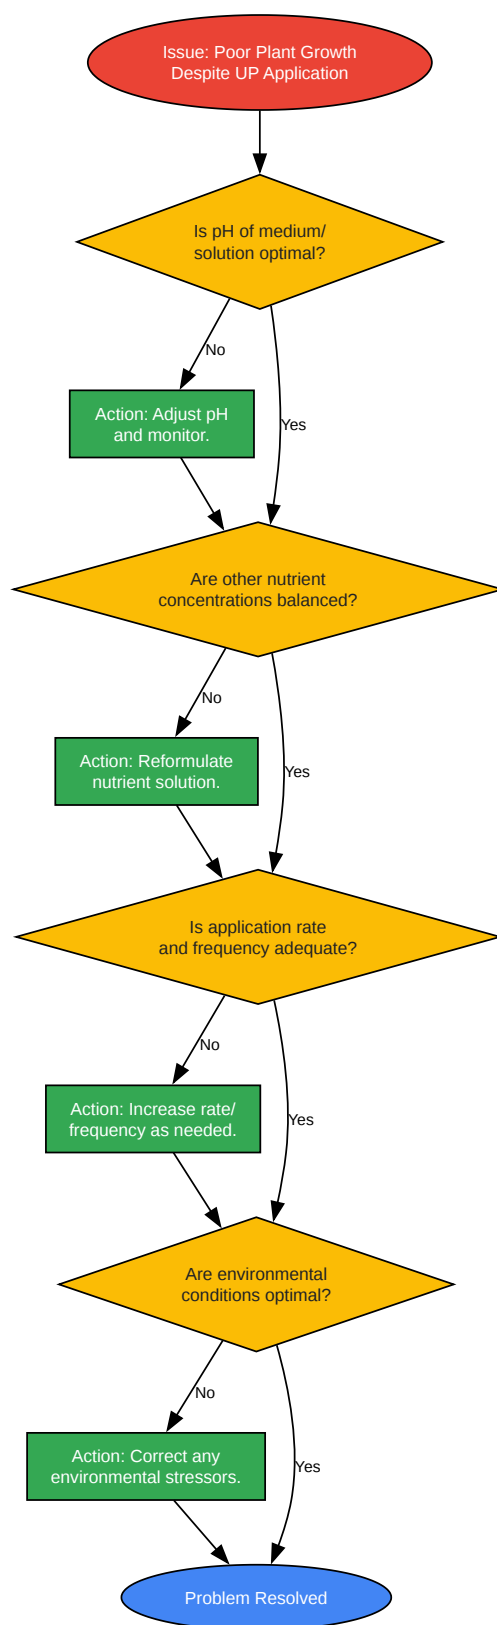 Issue: Poor Plant Growth
Despite UP Application
Is pH of medium/
solution optimal?
No
Action: Adjust pH
and monitor.
Yes
Are other nutrient
concentrations balanced?
No
Action: Reformulate
nutrient solution.
Yes
Is application rate
and frequency adequate?
No
Action: Increase rate/
frequency as needed.
Yes
Are environmental
conditions optimal?
No
Action: Correct any
environmental stressors.
Yes
Problem Resolved